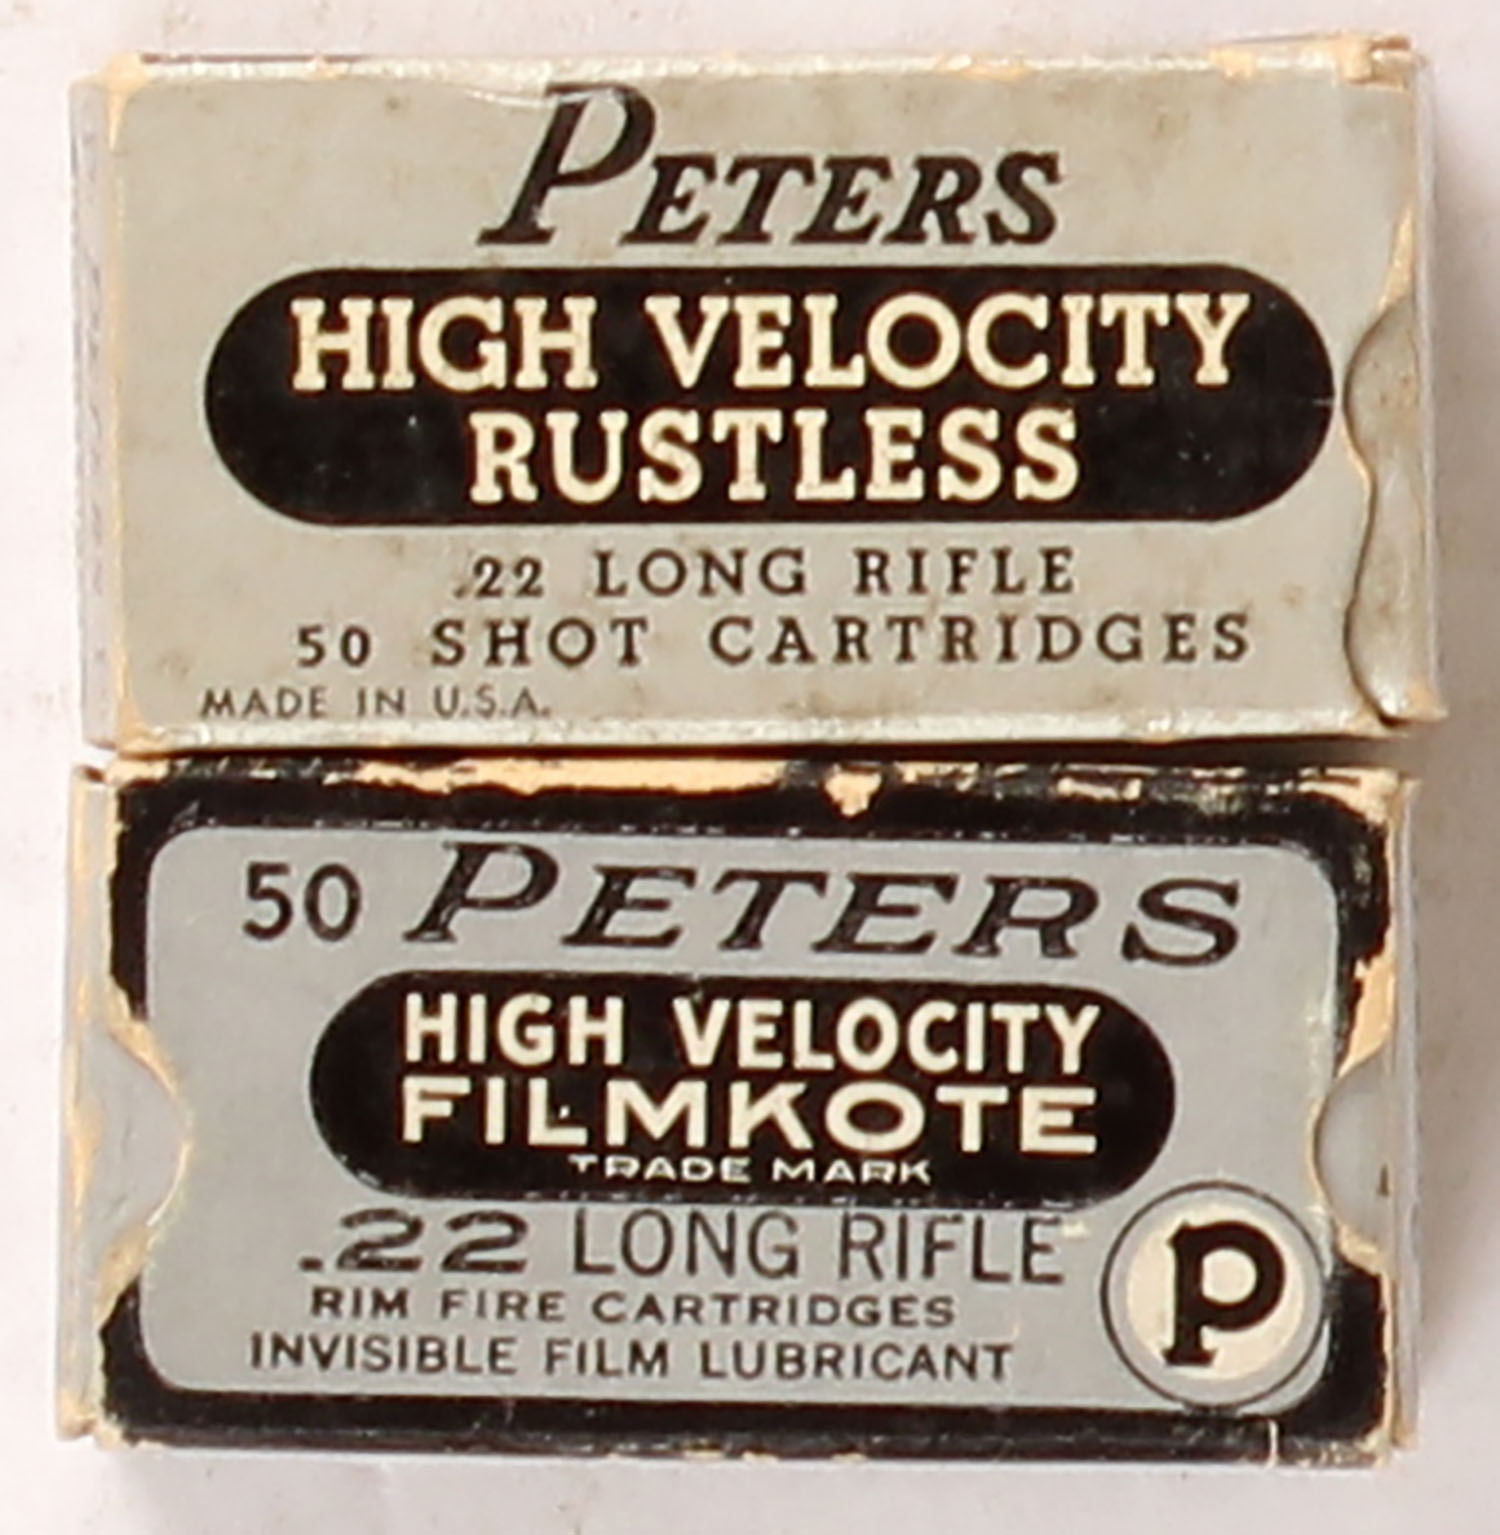 PETERS
HIGH VELOCITY
RUSTLESS
.22 LONG RIFLE
50 SHOT CARTRIDGES
MADE IN U.S.A.
50 PETERS
HIGH VELOCITY
FILMKOTE
TRADE MARK
.22 LONG RIFLE
RIM FIRE CARTRIDGES
INVISIBLE FILM LUBRICANT
P